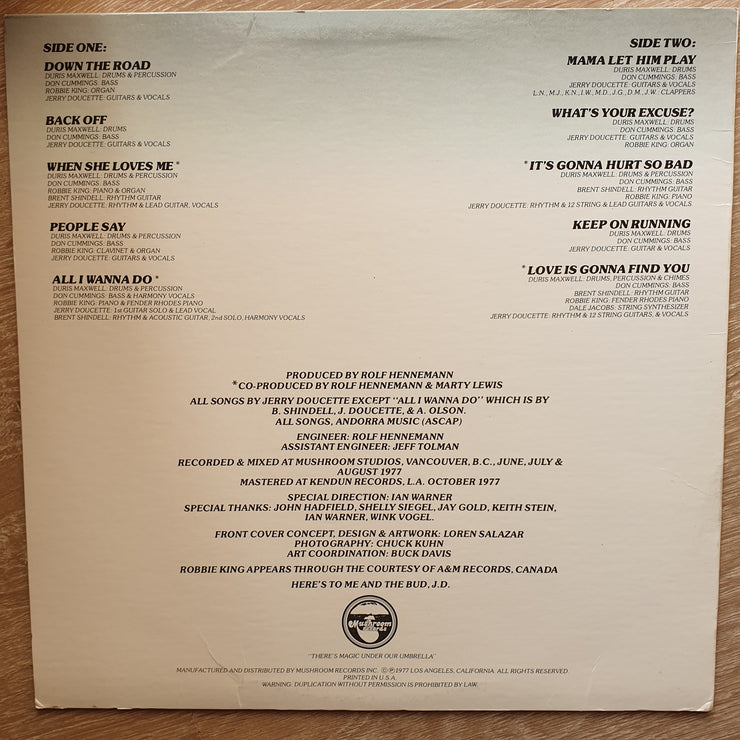 SIDE ONE:
DOWN THE ROAD
DURIS MAXWELL: DRUMS & PERCUSSION
DON CUMMINGS: BASS
ROBBIE KING: ORGAN
JERRY DOUCETTE: GUITARS & VOCALS
BACK OFF
DURIS MAXWELL: DRUMS
DON CUMMINGS: BASS
JERRY DOUCETTE: GUITARS & VOCALS
WHEN SHE LOVES ME *
DURIS MAXWELL: DRUMS & PERCUSSION
DON CUMMINGS: BASS
ROBBIE KING: PIANO & ORGAN
BRENT SHINDELL: RHYTHM GUITAR
JERRY DOUCETTE: RHYTHM & LEAD GUITAR, VOCALS
PEOPLE SAY
DURIS MAXWELL: DRUMS & PERCUSSION
DON CUMMINGS: BASS
ROBBIE KING: CLAVINET & ORGAN
JERRY DOUCETTE: GUITARS & VOCALS
ALL I WANNA DO *
DURIS MAXWELL: DRUMS & PERCUSSION
DON CUMMINGS: BASS & HARMONY VOCALS
ROBBIE KING: PIANO & FENDER RHODES PIANO
JERRY DOUCETTE: 1st GUITAR SOLO & LEAD VOCAL
BRENT SHINDELL: RHYTHM & ACOUSTIC GUITAR, 2nd SOLO, HARMONY VOCALS
SIDE TWO:
MAMA LET HIM PLAY
DURIS MAXWELL: DRUMS
DON CUMMINGS: BASS
JERRY DOUCETTE: GUITARS & VOCALS
L.N., M.J., K.N., I.W., M.D., J.G., D.M., J.W.: CLAPPERS
WHAT'S YOUR EXCUSE?
DURIS MAXWELL: DRUMS
DON CUMMINGS: BASS
JERRY DOUCETTE: GUITARS & VOCALS
ROBBIE KING: ORGAN
*IT'S GONNA HURT SO BAD
DURIS MAXWELL: DRUMS & PERCUSSION
DON CUMMINGS: BASS
BRENT SHINDELL: RHYTHM GUITAR
ROBBIE KING: PIANO
JERRY DOUCETTE: RHYTHM & 12 STRING & LEAD GUITARS & VOCALS
KEEP ON RUNNING
DURIS MAXWELL: DRUMS
DON CUMMINGS: BASS
JERRY DOUCETTE: GUITAR & VOCALS
*LOVE IS GONNA FIND YOU
DURIS MAXWELL: DRUMS, PERCUSSION & CHIMES
DON CUMMINGS: BASS
BRENT SHINDELL: RHYTHM GUITAR
ROBBIE KING: FENDER RHODES PIANO
DALE JACOBS: STRING SYNTHESIZER
JERRY DOUCETTE: RHYTHM & 12 STRING GUITARS, & VOCALS
PRODUCED BY ROLF HENNEMANN
*CO-PRODUCED BY ROLF HENNEMANN & MARTY LEWIS
ALL SONGS BY JERRY DOUCETTE EXCEPT "ALL I WANNA DO" WHICH IS BY
B. SHINDELL, J. DOUCETTE, & A. OLSON.
ALL SONGS, ANDORRA MUSIC (ASCAP)
ENGINEER: ROLF HENNEMANN
ASSISTANT ENGINEER: JEFF TOLMAN
RECORDED & MIXED AT MUSHROOM STUDIOS, VANCOUVER, B.C., JUNE, JULY &
AUGUST 1977
MASTERED AT KENDUN RECORDS, L.A. OCTOBER 1977
SPECIAL DIRECTION: IAN WARNER
SPECIAL THANKS: JOHN HADFIELD, SHELLY SIEGEL, JAY GOLD, KEITH STEIN,
IAN WARNER, WINK VOGEL.
FRONT COVER CONCEPT, DESIGN & ARTWORK: LOREN SALAZAR
PHOTOGRAPHY: CHUCK KUHN
ART COORDINATION: BUCK DAVIS
ROBBIE KING APPEARS THROUGH THE COURTESY OF A&M RECORDS, CANADA
HERE'S TO ME AND THE BUD, J.D.
Mushroom
Records
"THERE'S MAGIC UNDER OUR UMBRELLA"
MANUFACTURED AND DISTRIBUTED BY MUSHROOM RECORDS INC. ©℗1977 LOS ANGELES, CALIFORNIA. ALL RIGHTS RESERVED.
PRINTED IN U.S.A.
WARNING: DUPLICATION WITHOUT PERMISSION IS PROHIBITED BY LAW.